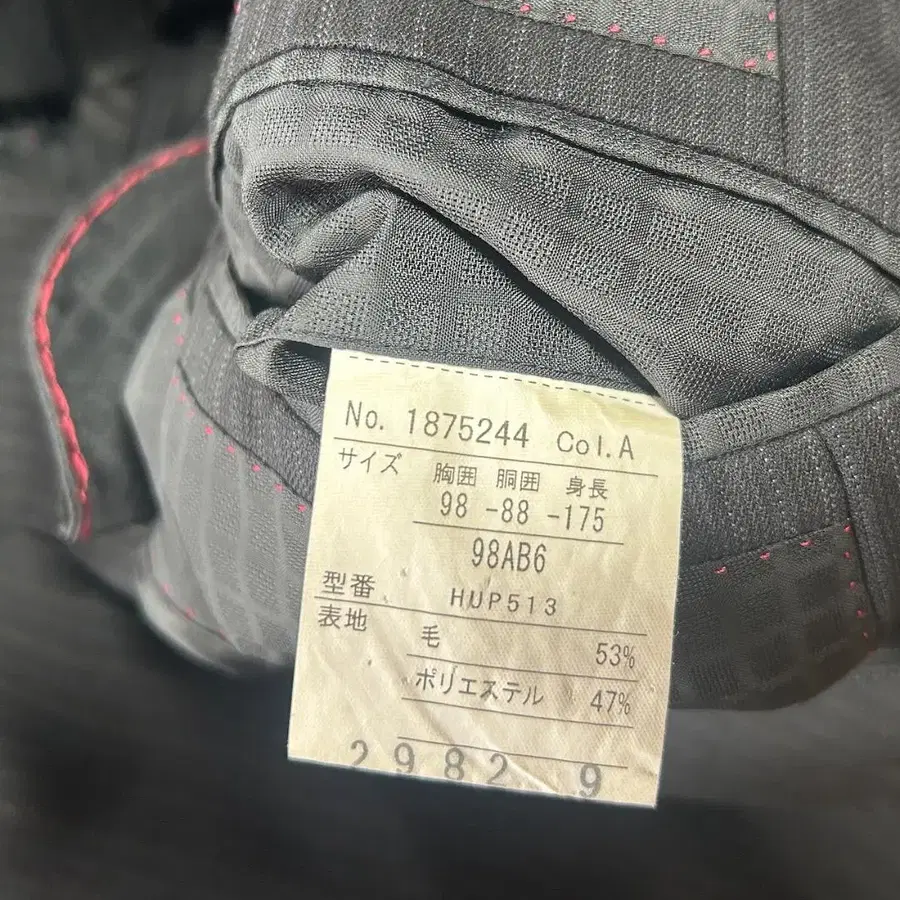 No. 1875244 Col.A
サイズ 胸囲 胴囲 身長
98 -88 -175
98AB6
型番 HUP513
表地 毛 53%
ポリエステル 47%
2982 9